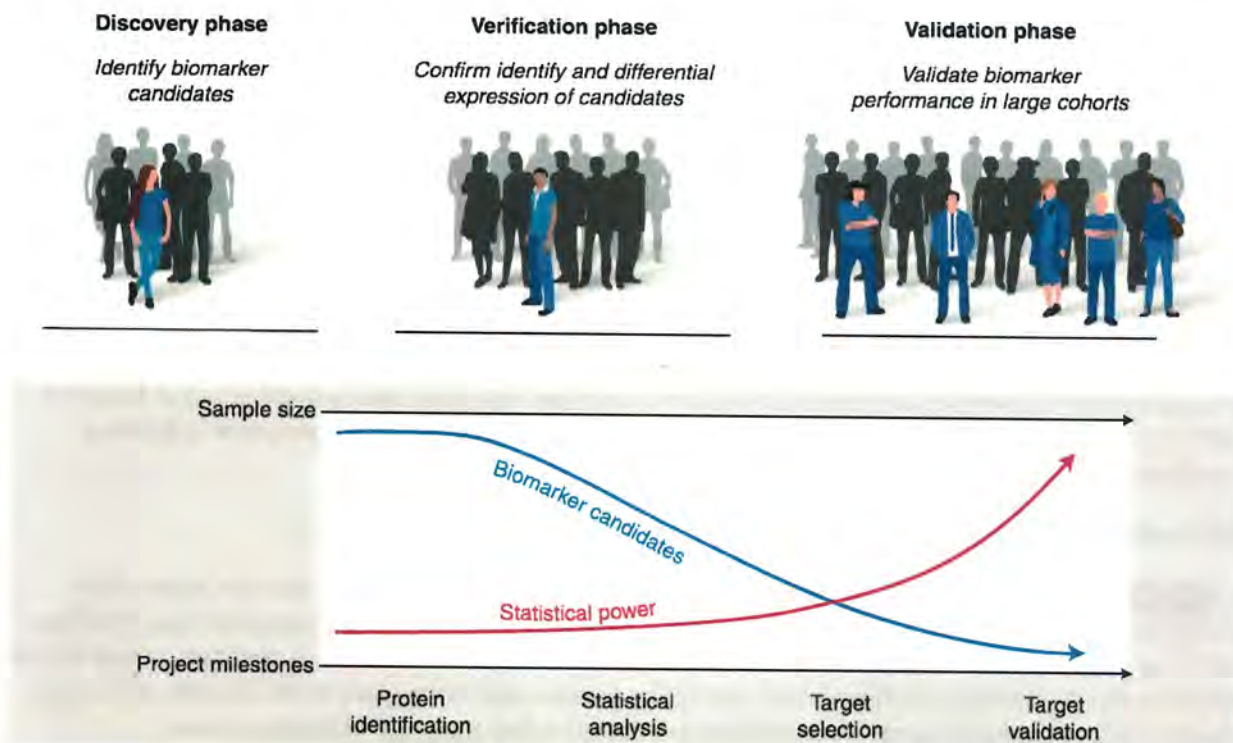 Discovery phase
Identify biomarker
candidates
Verification phase
Confirm identify and differential
expression of candidates
Validation phase
Validate biomarker
performance in large cohorts
Sample size
Biomarker candidates
Statistical power
Project milestones
Protein
identification
Statistical
analysis
Target
selection
Target
validation